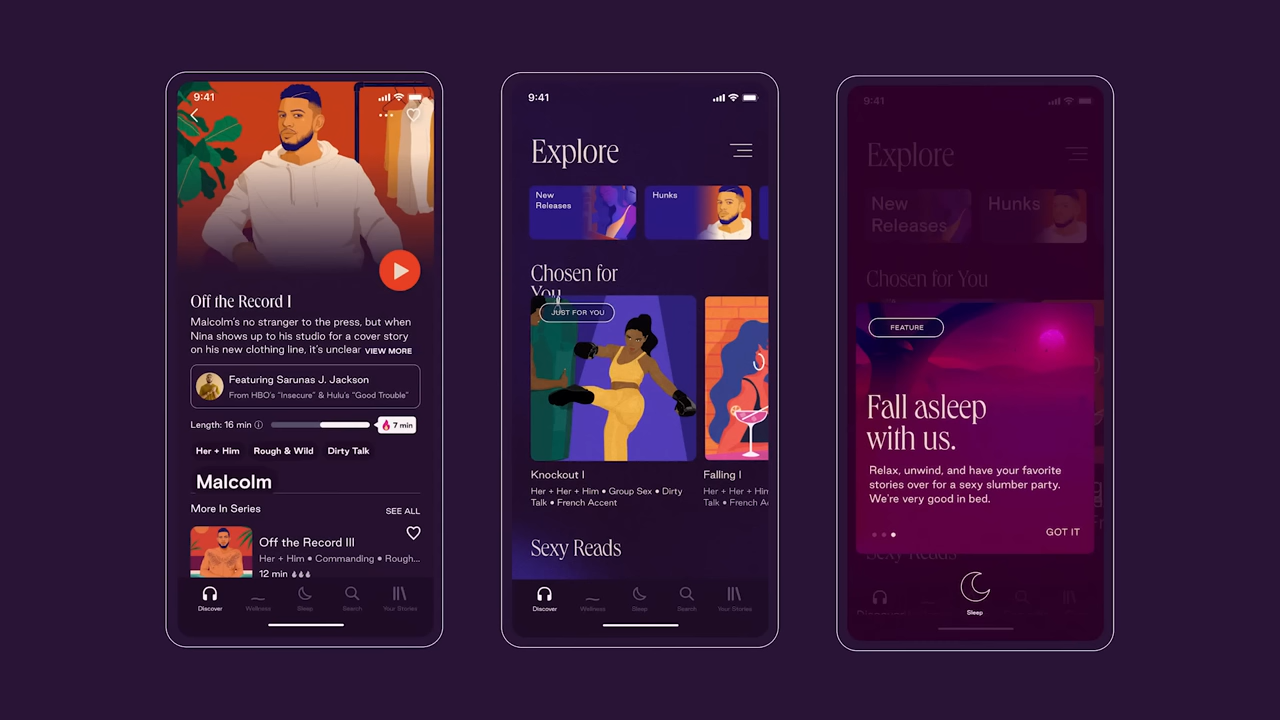 9:41
Off the Record I
Malcolm's no stranger to the press, but when
Nina shows up to his studio for a cover story
on his new clothing line, it's unclear VIEW MORE
Featuring Sarunas J. Jackson
From HBO's "Insecure" & Hulu's "Good Trouble"
Length: 16 min
7 min
Her + Him
Rough & Wild
Dirty Talk
Malcolm
More In Series
SEE ALL
Off the Record III
Her + Him • Commanding • Rough...
12 min
Discover
Wellness
Sleep
Search
Your Stories
9:41
Explore
New
Releases
Hunks
Chosen for
You
JUST FOR YOU
Knockout I
Her + Her + Him • Group Sex • Dirty
Talk • French Accent
Falling I
Her + Her + Him
Talk • French Acc
Sexy Reads
Discover
Wellness
Sleep
Search
Your Stories
9:41
Explore
New
Releases
Hunks
Chosen for You
FEATURE
Fall asleep
with us.
Relax, unwind, and have your favorite
stories over for a sexy slumber party.
We're very good in bed.
GOT IT
Sexy Reads
Discover
Sleep